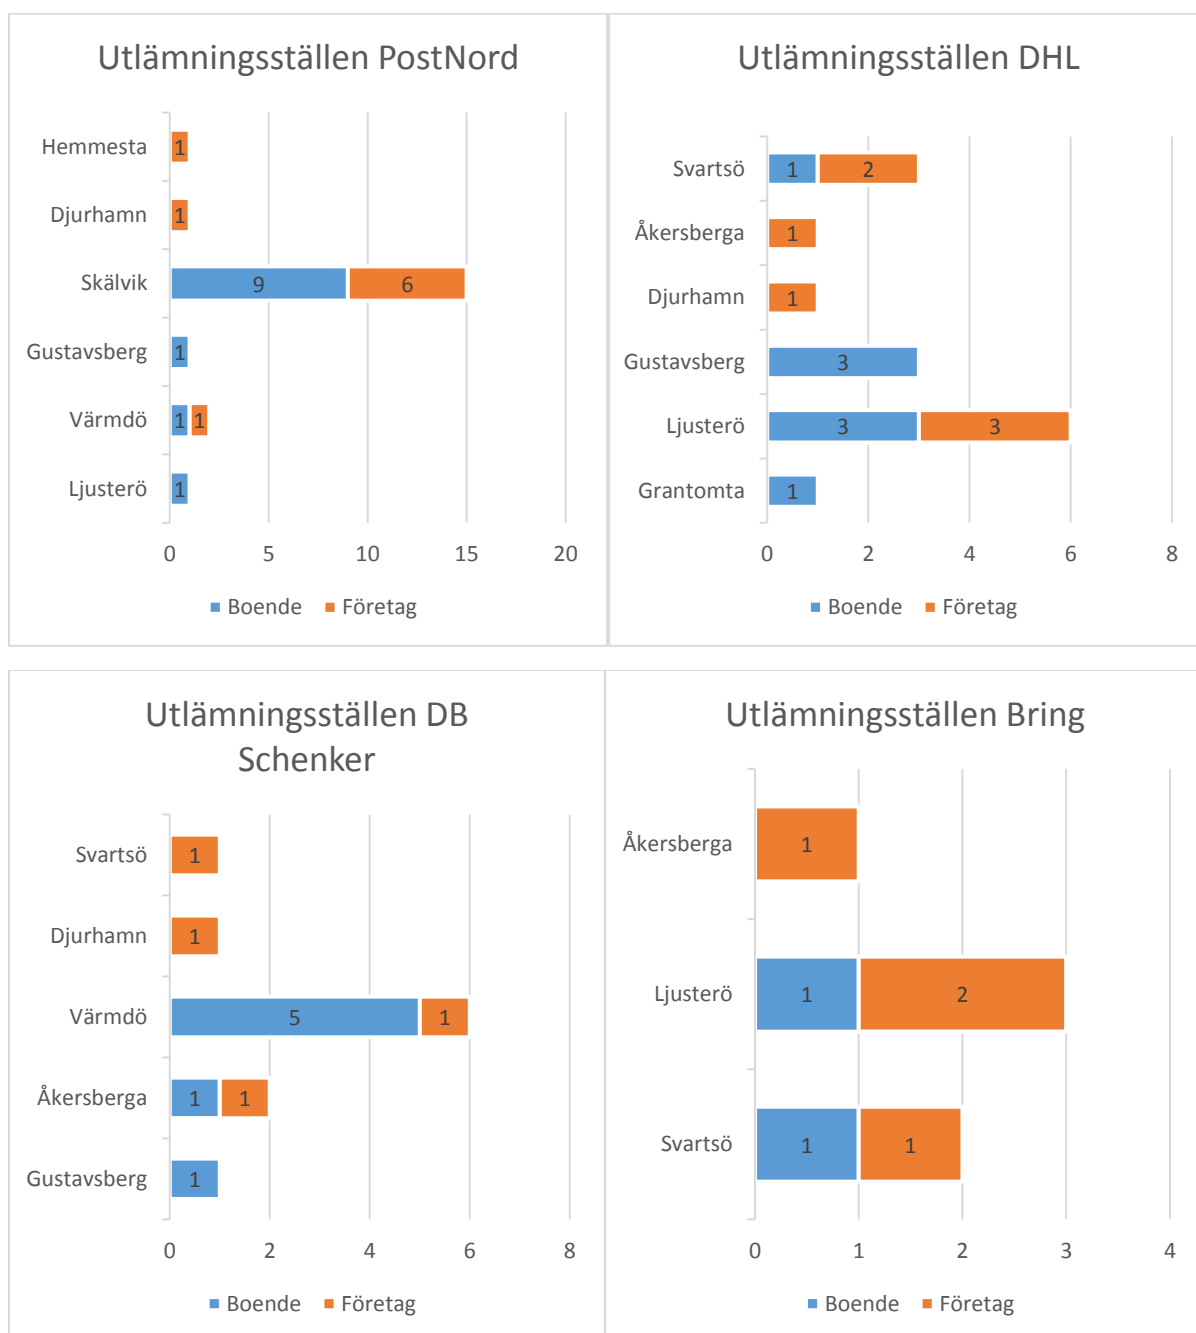 Utlämningsställen PostNord
Hemmesta
1
Djurhamn
1
Skälvik
9 6
Gustavsberg
1
Värmdö
1 1
Ljusterö
1
0 5 10 15 20
Boende Företag
Utlämningsställen DHL
Svartsö
1 2
Åkersberga
1
Djurhamn
1
Gustavsberg
3
Ljusterö
3 3
Grantomta
1
0 2 4 6 8
Boende Företag
Utlämningsställen DB
Schenker
Svartsö
1
Djurhamn
1
Värmdö
5 1
Åkersberga
1 1
Gustavsberg
1
0 2 4 6 8
Boende Företag
Utlämningsställen Bring
Åkersberga
1
Ljusterö
1 2
Svartsö
1 1
0 1 2 3 4
Boende Företag